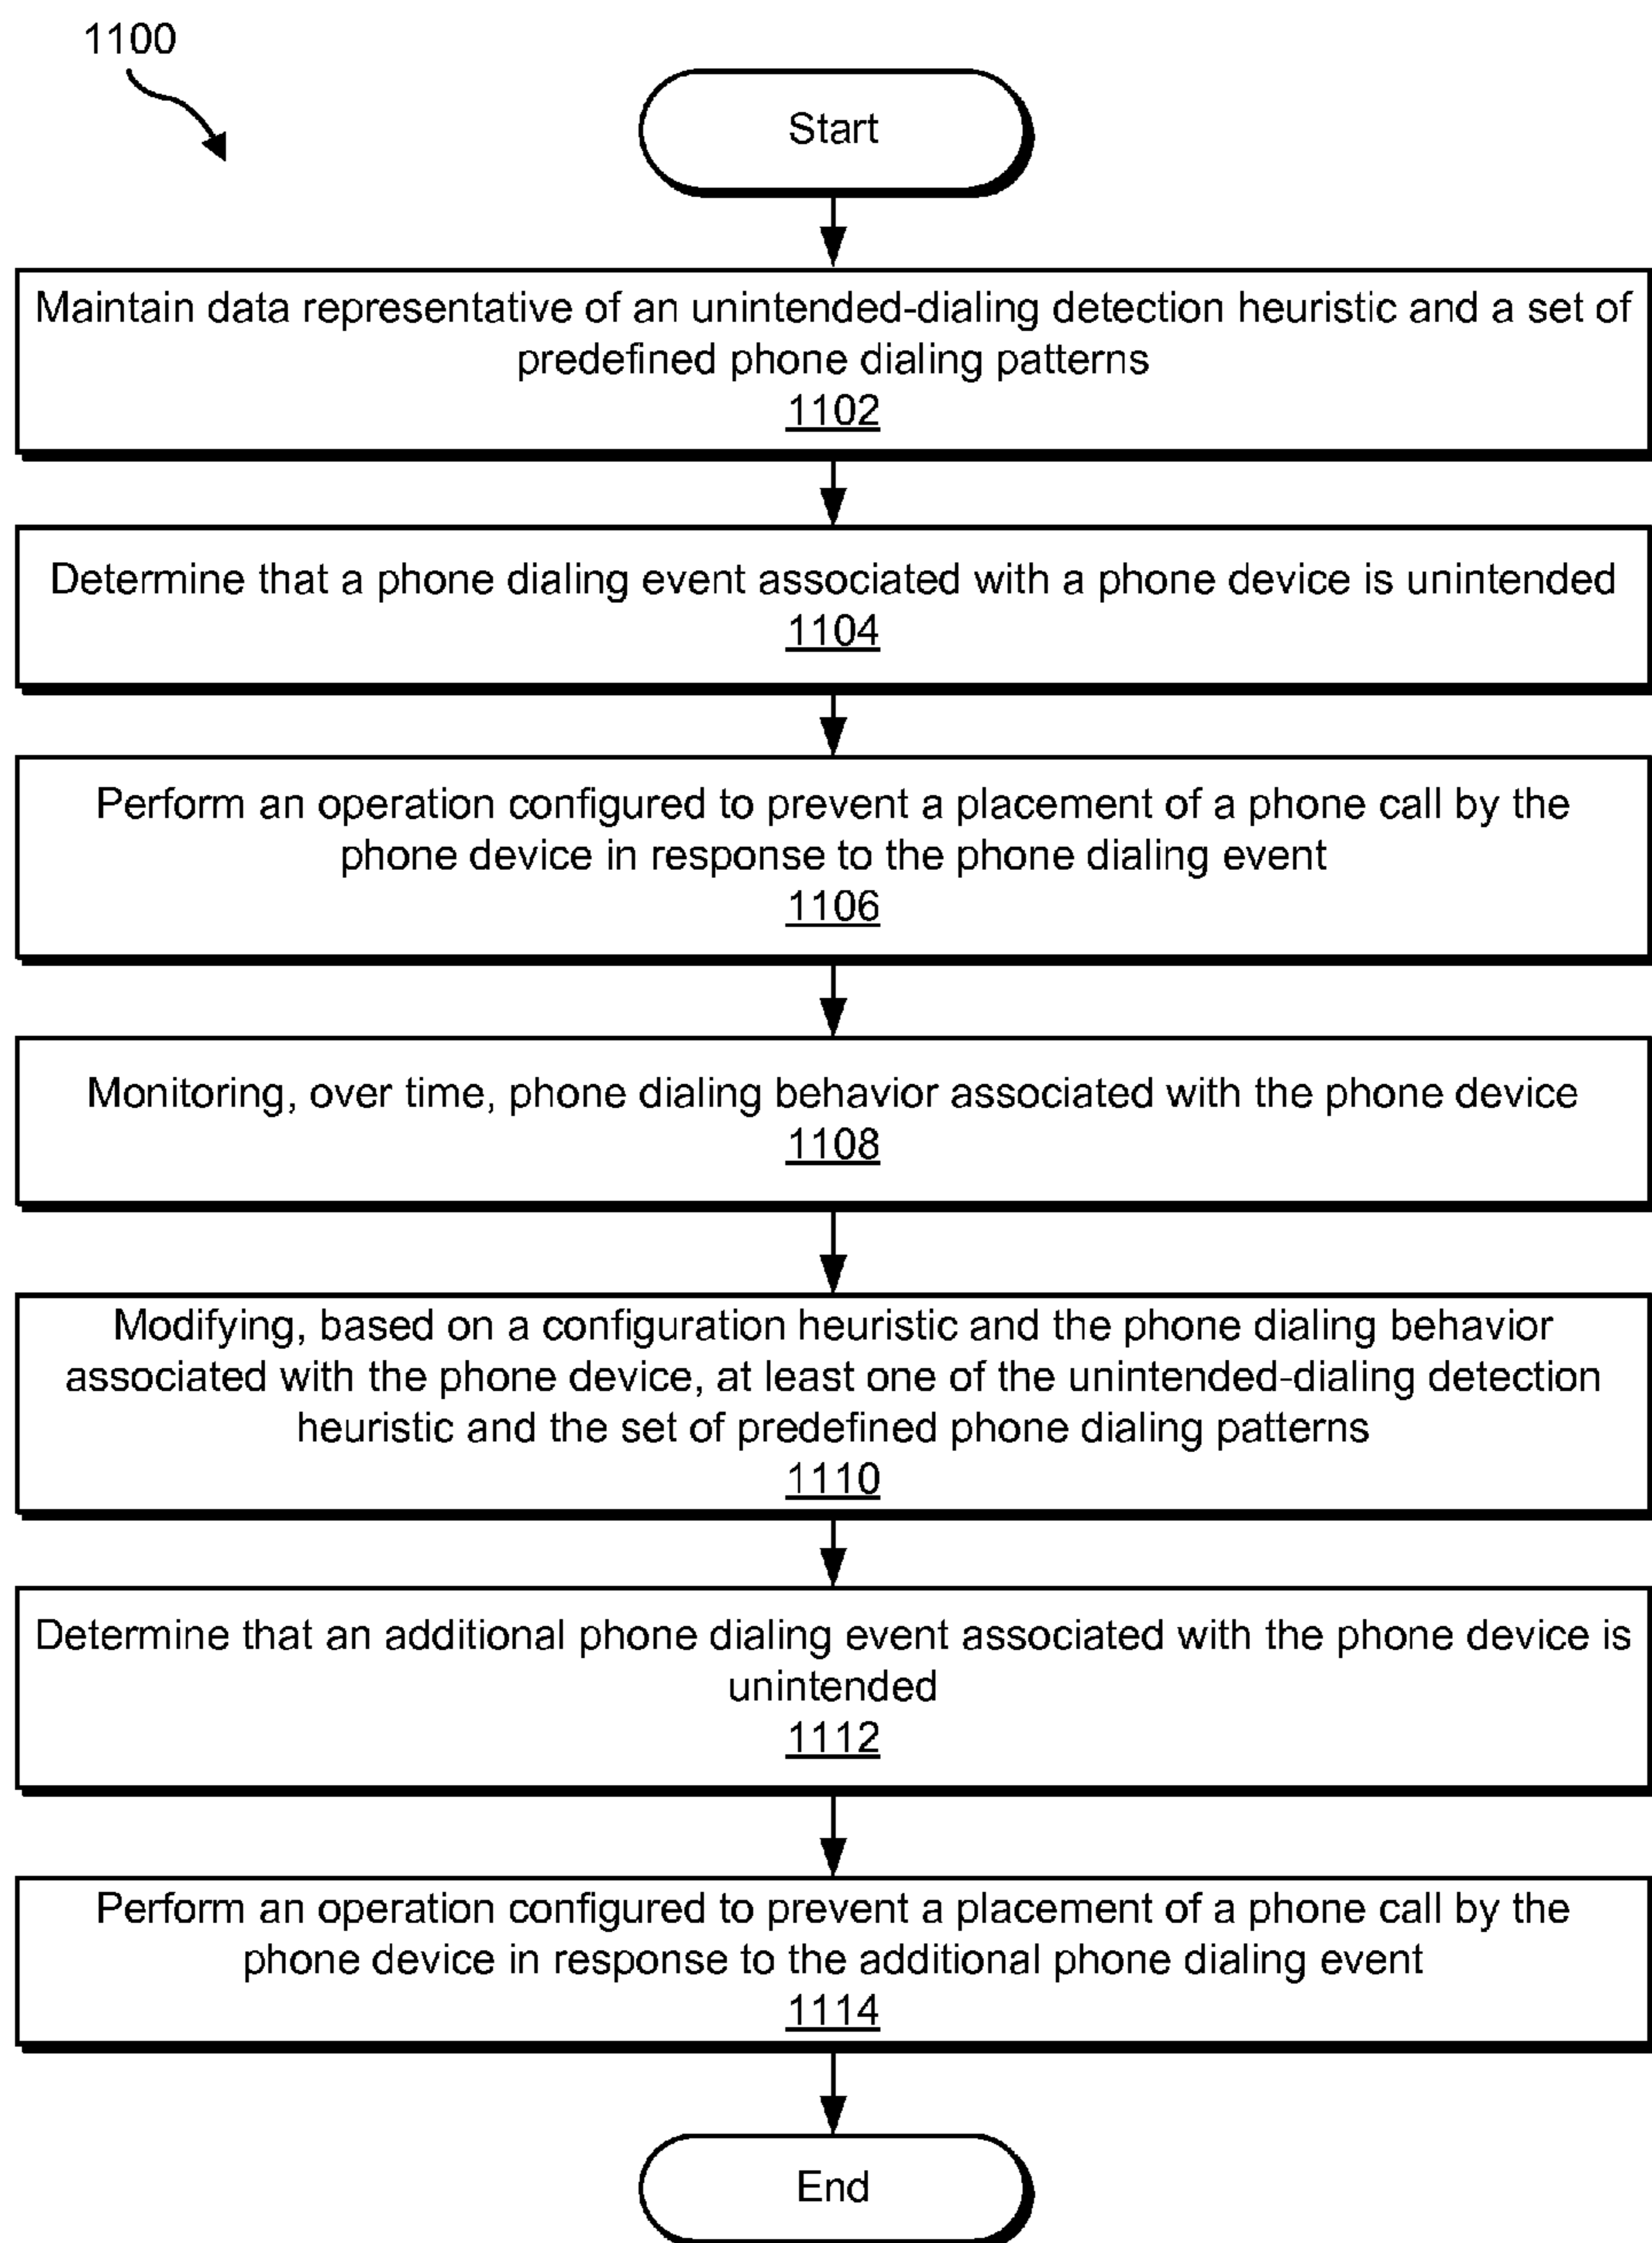 1100
Start
Maintain data representative of an unintended-dialing detection heuristic and a set of
predefined phone dialing patterns
1102
Determine that a phone dialing event associated with a phone device is unintended
1104
Perform an operation configured to prevent a placement of a phone call by the
phone device in response to the phone dialing event
1106
Monitoring, over time, phone dialing behavior associated with the phone device
1108
Modifying, based on a configuration heuristic and the phone dialing behavior
associated with the phone device, at least one of the unintended-dialing detection
heuristic and the set of predefined phone dialing patterns
1110
Determine that an additional phone dialing event associated with the phone device is
unintended
1112
Perform an operation configured to prevent a placement of a phone call by the
phone device in response to the additional phone dialing event
1114
End